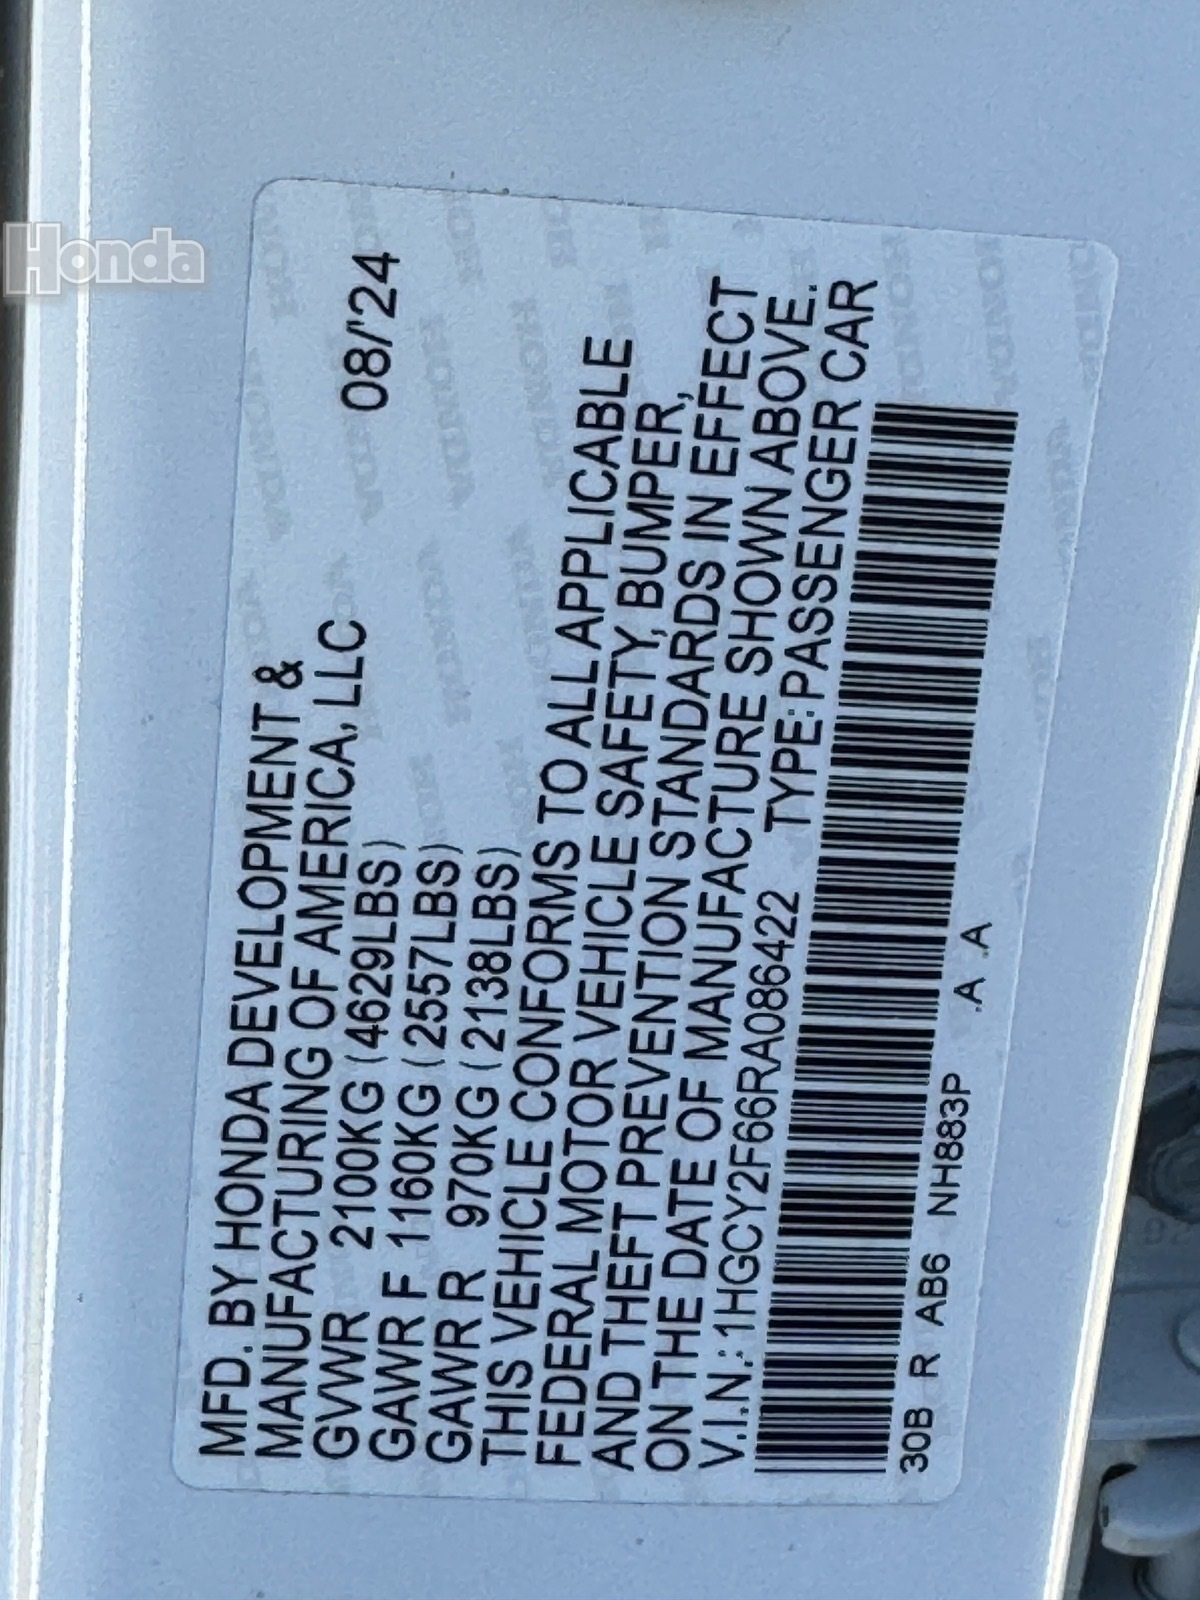 Honda
MFD. BY HONDA DEVELOPMENT &
MANUFACTURING OF AMERICA, LLC 08/'24
GVWR 2100KG (4629LBS)
GAWR F 1160KG (2557LBS)
GAWR R 970KG (2138LBS)
THIS VEHICLE CONFORMS TO ALL APPLICABLE
FEDERAL MOTOR VEHICLE SAFETY, BUMPER,
AND THEFT PREVENTION STANDARDS IN EFFECT
ON THE DATE OF MANUFACTURE SHOWN ABOVE.
V.I.N.:1HGCY2F66RA086422 TYPE:PASSENGER CAR
30B R AB6 NH883P .A .A